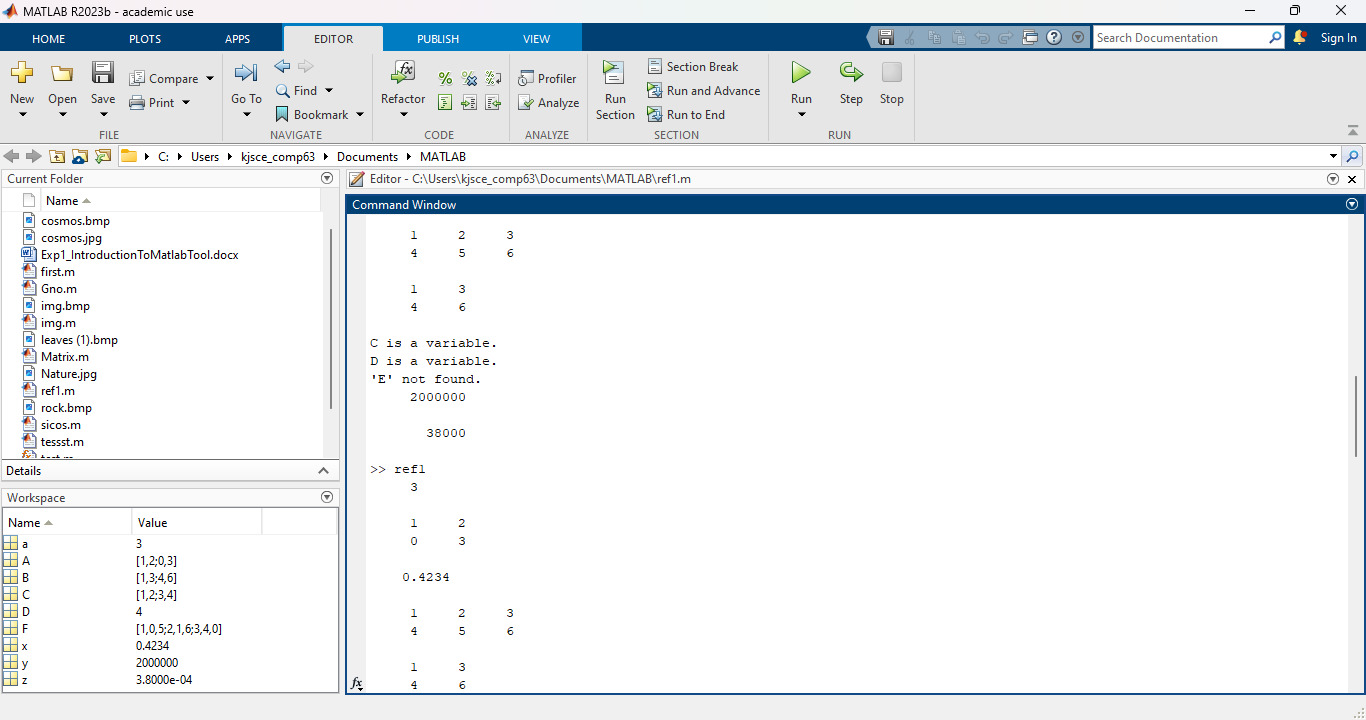 MATLAB R2023b - academic use
HOME PLOTS APPS EDITOR PUBLISH VIEW Search Documentation Sign In
New Open Save Compare Print Go To Find Bookmark Refactor Profiler Analyze Run Section Section Break Run and Advance Run to End Run Step Stop
FILE NAVIGATE CODE ANALYZE SECTION RUN
C: Users kjsce_comp63 Documents MATLAB
Current Folder
Name
cosmos.bmp
cosmos.jpg
Exp1_IntroductionToMatlabTool.docx
first.m
Gno.m
img.bmp
img.m
leaves (1).bmp
Matrix.m
Nature.jpg
ref1.m
rock.bmp
sicos.m
tessst.m
Details
Workspace
Name Value
a 3
A [1,2;0,3]
B [1,3;4,6]
C [1,2;3,4]
D 4
F [1,0,5;2,1,6;3,4,0]
x 0.4234
y 2000000
z 3.8000e-04
Editor - C:\Users\kjsce_comp63\Documents\MATLAB\ref1.m
Command Window
1 2 3
4 5 6
1 3
4 6
C is a variable.
D is a variable.
'E' not found.
2000000
38000
>> ref1
3
1 2
0 3
0.4234
1 2 3
4 5 6
1 3
4 6
fx